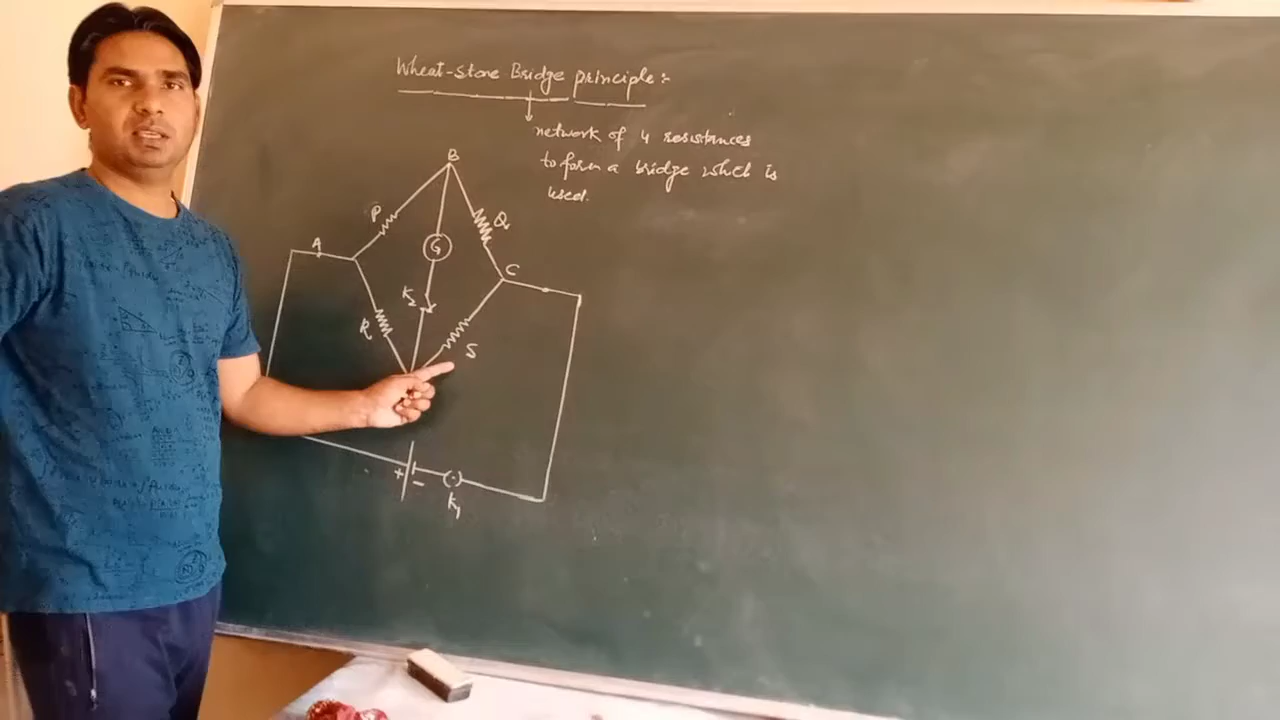 Wheat-stone Bridge principle:-
network of 4 resistances
to form a bridge which is
used.
B
P
Q
A
G
C
K2
R
S
+ -
K1